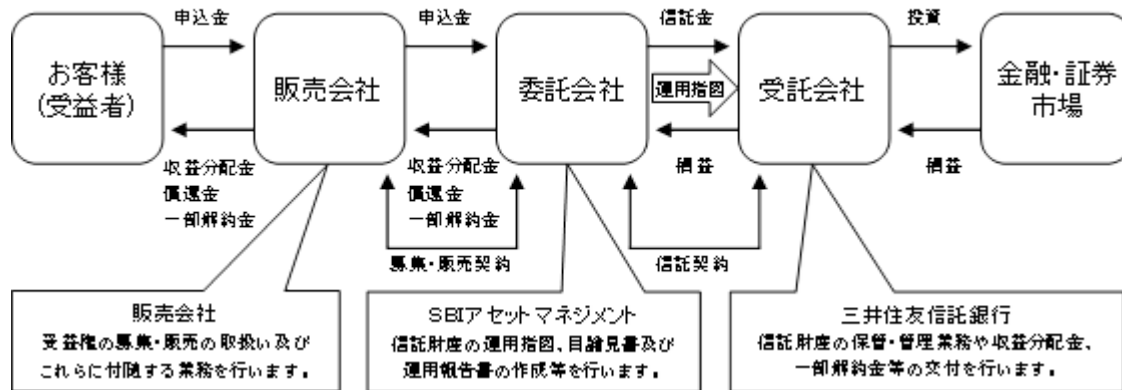 申込金
申込金
信託金
投資
お客様
(受益者)
販売会社
委託会社
運用指図
受託会社
金融・証券
市場
収益分配金
償還金
一部解約金
収益分配金
償還金
一部解約金
損益
損益
募集・販売契約
信託契約
販売会社
受益権の募集・販売の取扱い及び
これらに付随する業務を行います。
SBIアセットマネジメント
信託財産の運用指図、目論見書及び
運用報告書の作成等を行います。
三井住友信託銀行
信託財産の保管・管理業務や収益分配金、
一部解約金等の交付を行います。